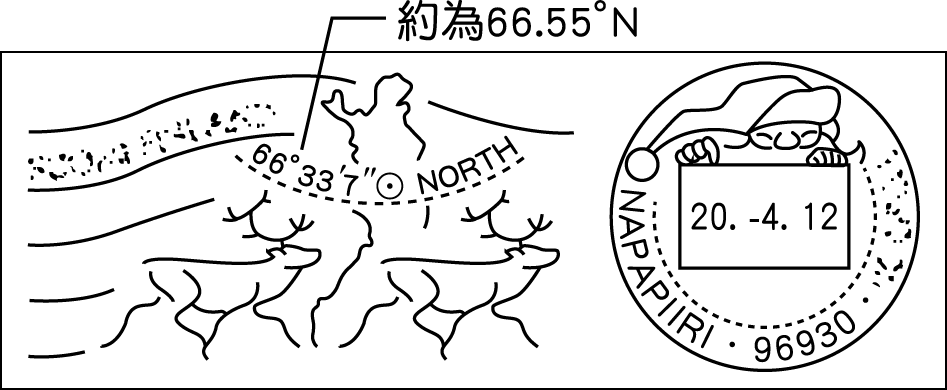 約為66.55°N
66°33′7″ NORTH
20. -4. 12
NAPAPIIRI · 96930 ·